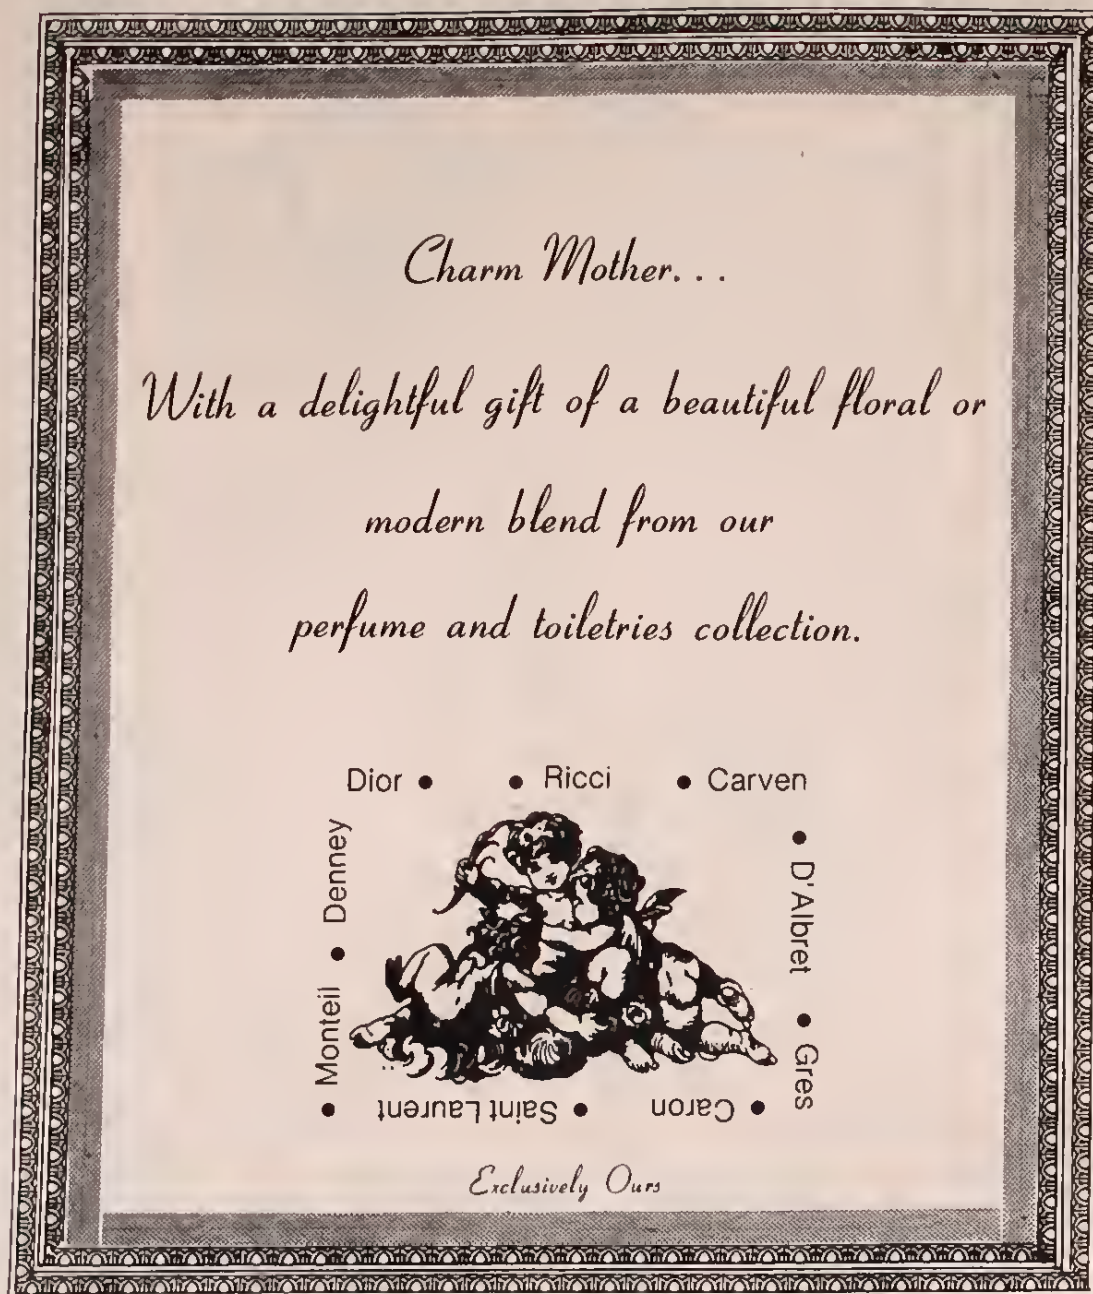 Charm Mother. . .
With a delightful gift of a beautiful floral or
modern blend from our
perfume and toiletries collection.
Dior • • Ricci • Carven
• D'Albret • Gres
• Caron • Saint Laurent
• Monteil • Denney
Exclusively Ours